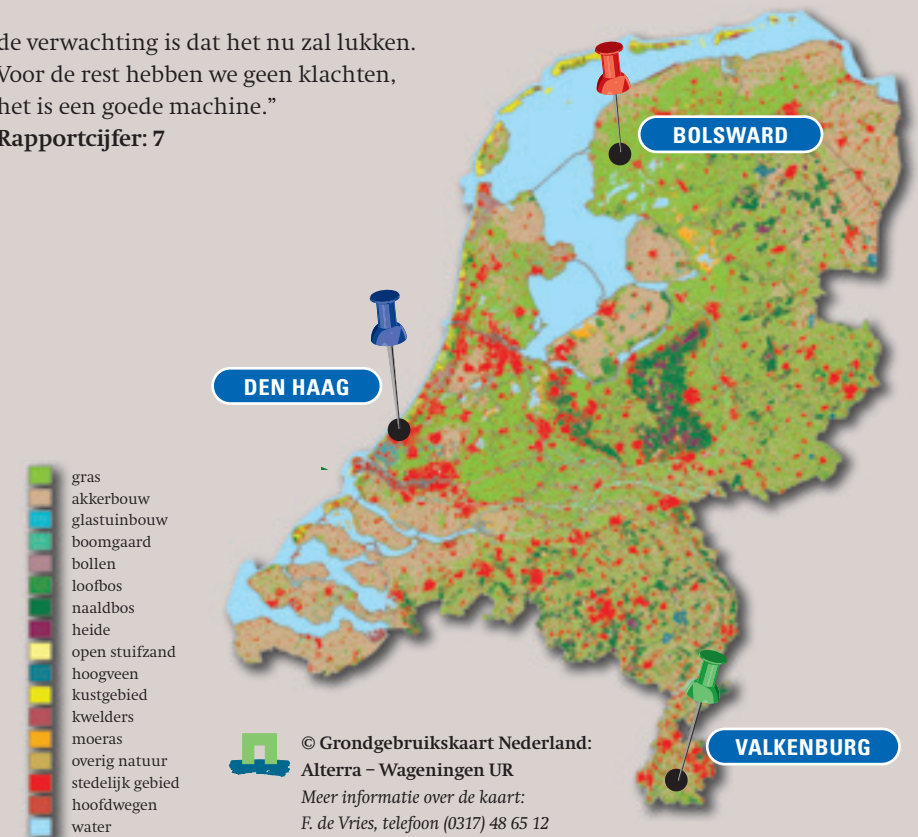 de verwachting is dat het nu zal lukken.
Voor de rest hebben we geen klachten,
het is een goede machine.”
Rapportcijfer: 7
BOLSWARD
DEN HAAG
gras
akkerbouw
glastuinbouw
boomgaard
bollen
loofbos
naaldbos
heide
open stuifzand
hoogveen
kustgebied
kwelders
moeras
overig natuur
stedelijk gebied
hoofdwegen
water
VALKENBURG
© Grondgebruikskaart Nederland:
Alterra – Wageningen UR
Meer informatie over de kaart:
F. de Vries, telefoon (0317) 48 65 12